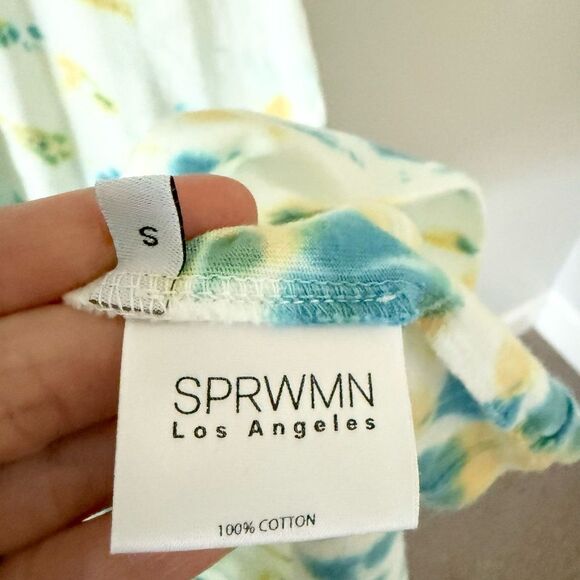 S
SPRWMN
Los Angeles
100% COTTON